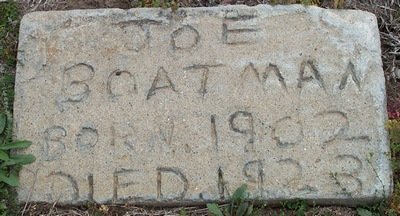 JOE
BOATMAN
BORN. 1902
DIED. 1923